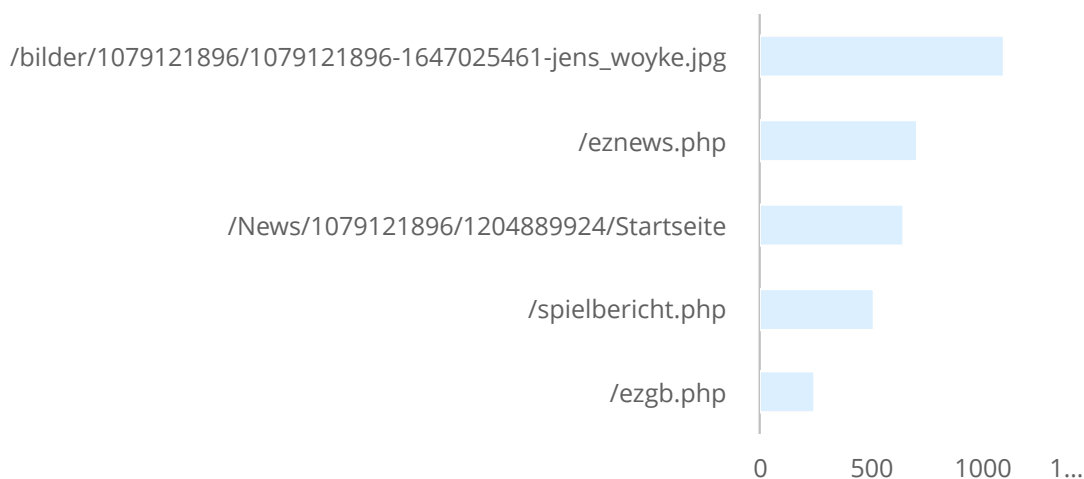 /bilder/1079121896/1079121896-1647025461-jens_woyke.jpg
/eznews.php
/News/1079121896/1204889924/Startseite
/spielbericht.php
/ezgb.php
0 500 1000 1...